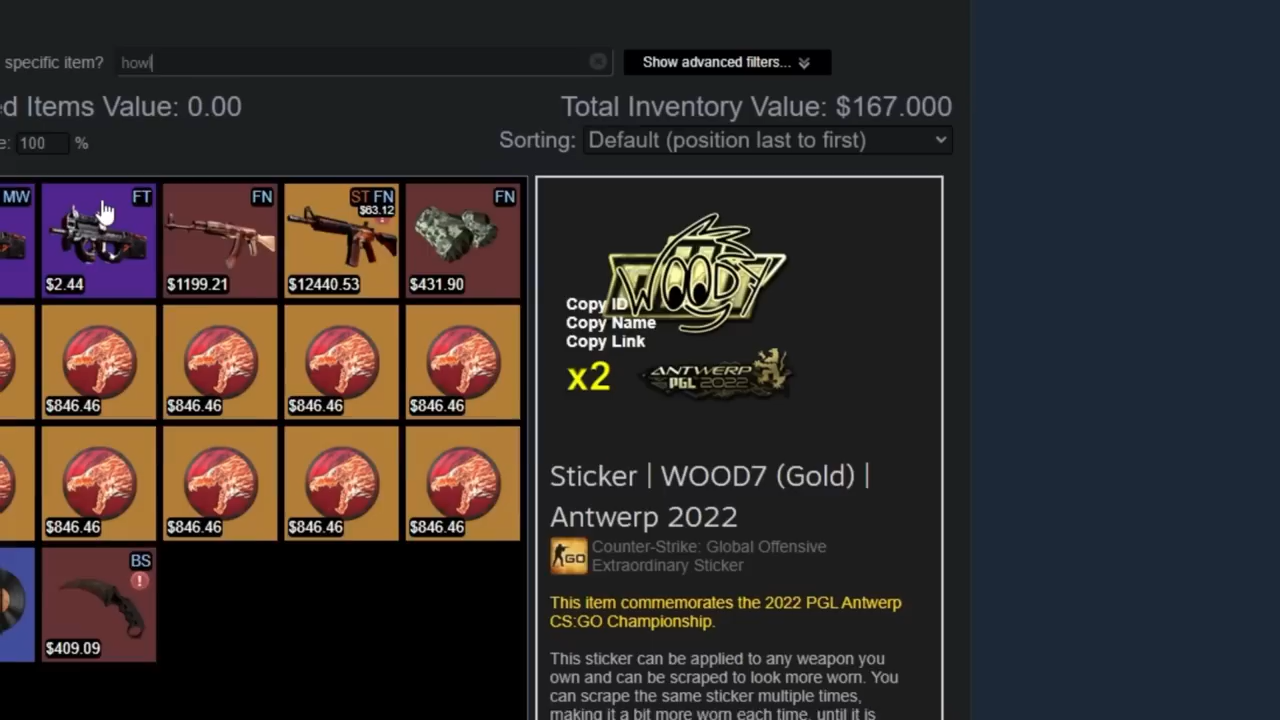 specific item?
howl
Show advanced filters...
d Items Value: 0.00
Total Inventory Value: $167.000
e: 100 %
Sorting: Default (position last to first)
MW
FT
FN
ST FN
$63.12
FN
$2.44
$1199.21
$12440.53
$431.90
$846.46
$846.46
$846.46
$846.46
$846.46
$846.46
$846.46
$846.46
BS
!
$409.09
WOOD7
Copy ID
Copy Name
Copy Link
x2
ANTWERP
PGL 2022
Sticker | WOOD7 (Gold) |
Antwerp 2022
GO
Counter-Strike: Global Offensive
Extraordinary Sticker
This item commemorates the 2022 PGL Antwerp
CS:GO Championship.
This sticker can be applied to any weapon you
own and can be scraped to look more worn. You
can scrape the same sticker multiple times,
making it a bit more worn each time, until it is